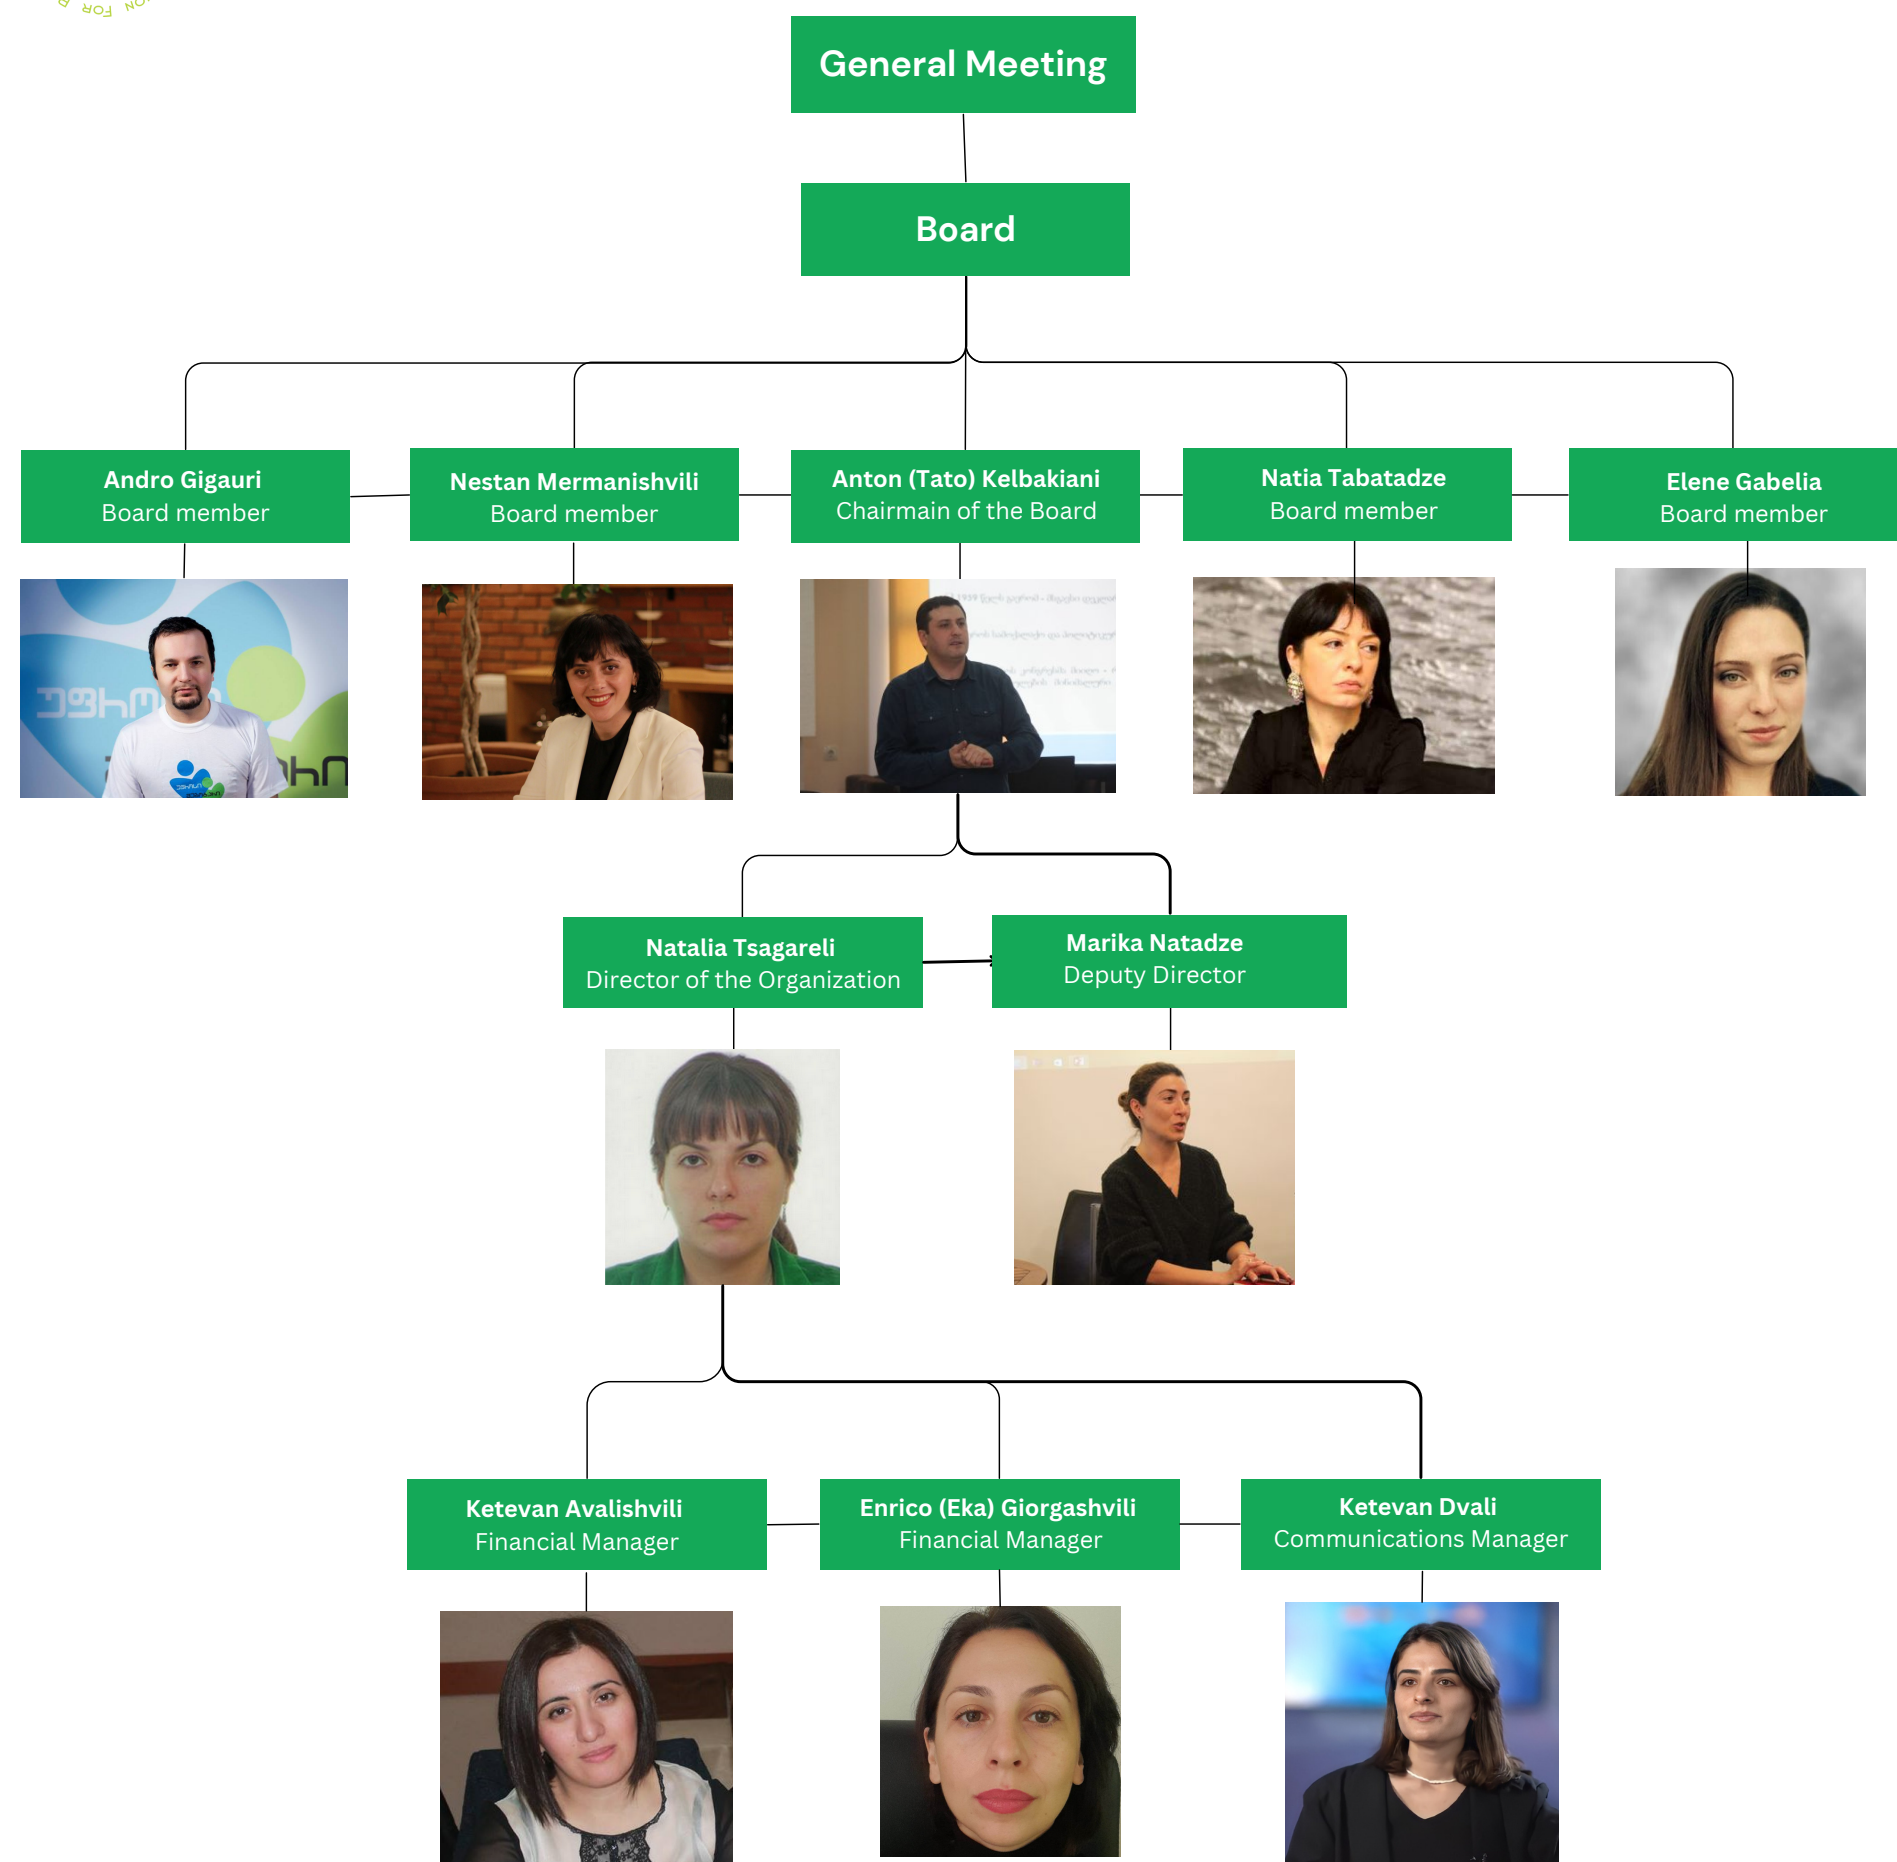 ON FOR
General Meeting
Board
Andro Gigauri
Board member
Nestan Mermanishvili
Board member
Anton (Tato) Kelbakiani
Chairmain of the Board
Natia Tabatadze
Board member
Elene Gabelia
Board member
Natalia Tsagareli
Director of the Organization
Marika Natadze
Deputy Director
Ketevan Avalishvili
Financial Manager
Enrico (Eka) Giorgashvili
Financial Manager
Ketevan Dvali
Communications Manager